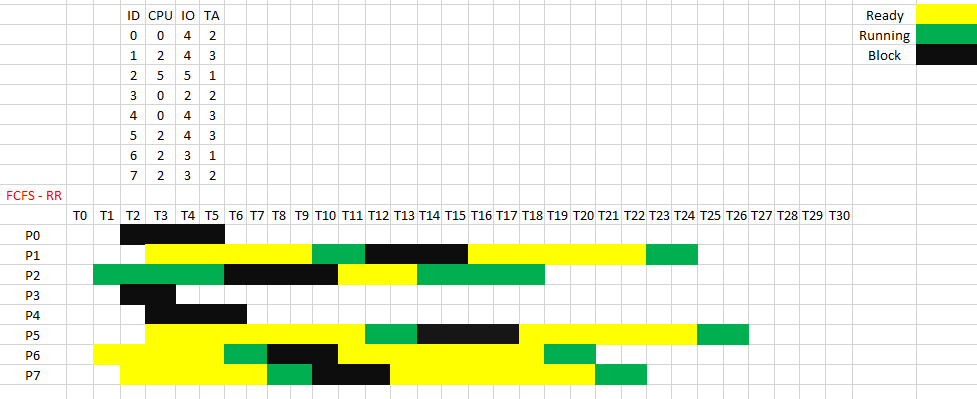 ID CPU IO TA Ready
0 0 4 2 Running
1 2 4 3 Block
2 5 5 1
3 0 2 2
4 0 4 3
5 2 4 3
6 2 3 1
7 2 3 2
FCFS - RR
T0 T1 T2 T3 T4 T5 T6 T7 T8 T9 T10 T11 T12 T13 T14 T15 T16 T17 T18 T19 T20 T21 T22 T23 T24 T25 T26 T27 T28 T29 T30
P0
P1
P2
P3
P4
P5
P6
P7